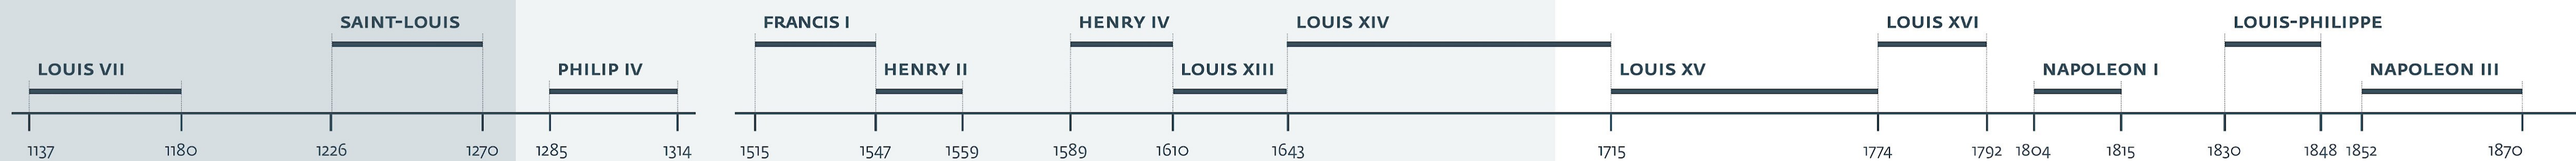 SAINT-LOUIS FRANCIS I HENRY IV LOUIS XIV LOUIS XVI LOUIS-PHILIPPE
LOUIS VII PHILIP IV HENRY II LOUIS XIII LOUIS XV NAPOLEON I NAPOLEON III
1137 1180 1226 1270 1285 1314 1515 1547 1559 1589 1610 1643 1715 1774 1792 1804 1815 1830 1848 1852 1870